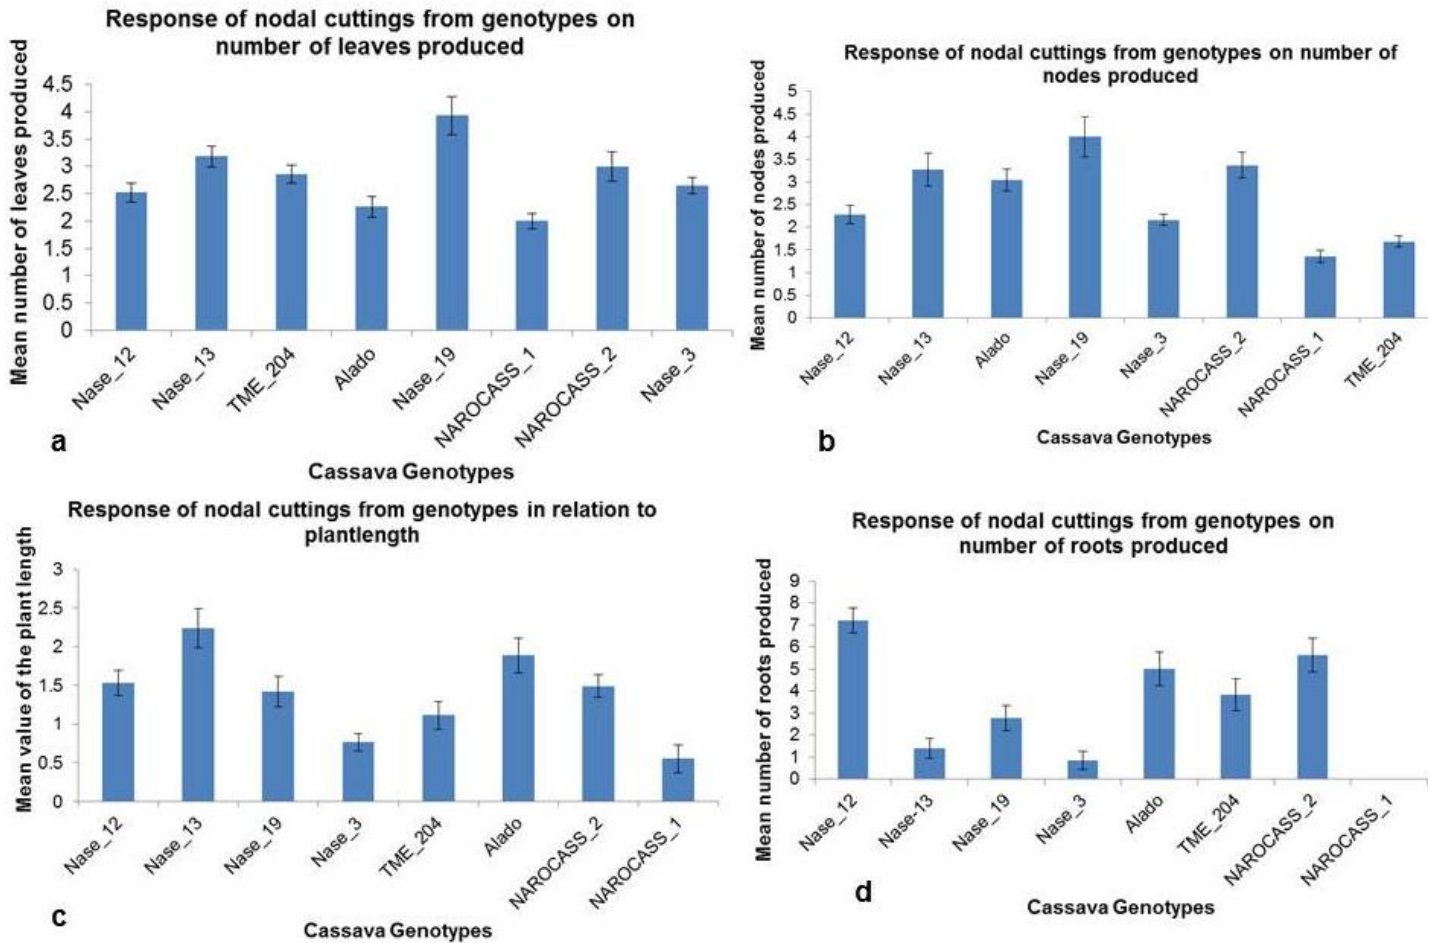 Response of nodal cuttings from genotypes on
number of leaves produced
Mean number of leaves produced
4.5
4
3.5
3
2.5
2
1.5
1
0.5
0
Nase_12
Nase_13
TME_204
Alado
Nase_19
NAROCASS_1
NAROCASS_2
Nase_3
a
Cassava Genotypes
Response of nodal cuttings from genotypes on number of
nodes produced
Mean number of nodes produced
5
4.5
4
3.5
3
2.5
2
1.5
1
0.5
0
Nase_12
Nase_13
Alado
Nase_19
Nase_3
NAROCASS_2
NAROCASS_1
TME_204
b
Cassava Genotypes
Response of nodal cuttings from genotypes in relation to
plantlength
Mean value of the plant length
3
2.5
2
1.5
1
0.5
0
Nase_12
Nase_13
Nase_19
Nase_3
TME_204
Alado
NAROCASS_2
NAROCASS_1
c
Cassava Genotypes
Response of nodal cuttings from genotypes on
number of roots produced
Mean number of roots produced
9
8
7
6
5
4
3
2
1
0
Nase_12
Nase-13
Nase_19
Nase_3
Alado
TME_204
NAROCASS_2
NAROCASS_1
d
Cassava Genotypes